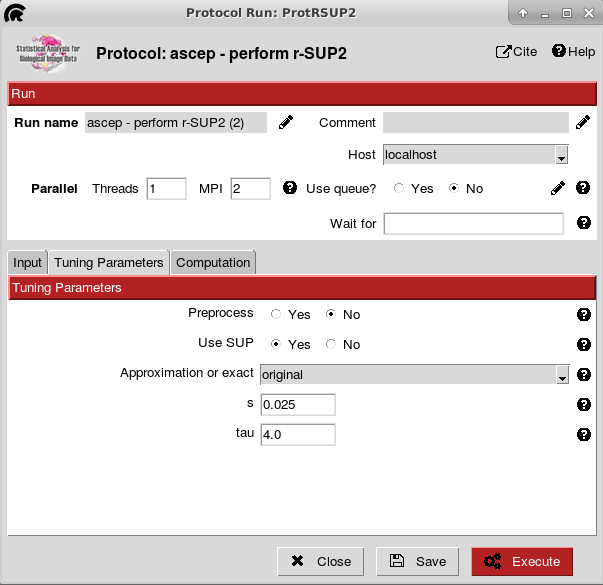 Protocol Run: ProtRSUP2
Statistical Analysis for
Biological Image Data
Protocol: ascep - perform r-SUP2
Cite
Help
Run
Run name ascep - perform r-SUP2 (2) Comment
Host localhost
Parallel Threads 1 MPI 2 Use queue? Yes No
Wait for
Input Tuning Parameters Computation
Tuning Parameters
Preprocess Yes No
Use SUP Yes No
Approximation or exact original
s 0.025
tau 4.0
Close Save Execute